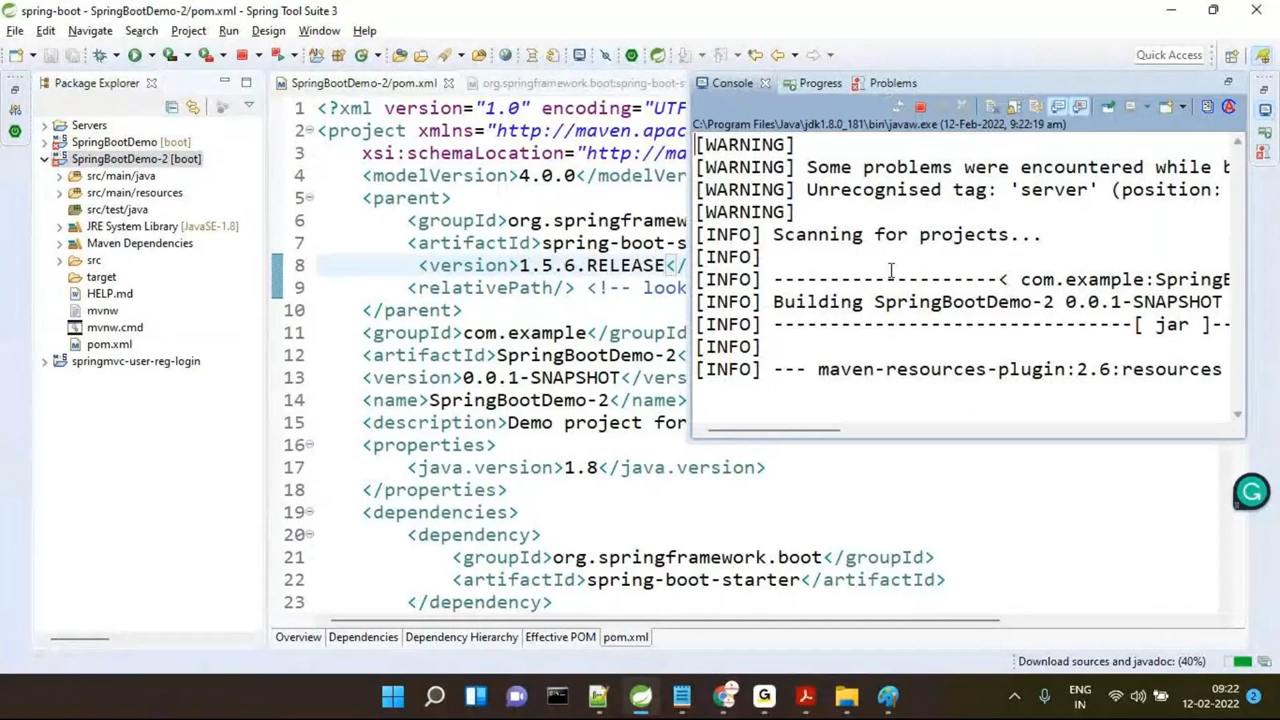 spring-boot - SpringBootDemo-2/pom.xml - Spring Tool Suite 3
File Edit Navigate Search Project Run Design Window Help
Quick Access
Package Explorer
Servers
SpringBootDemo [boot]
SpringBootDemo-2 [boot]
src/main/java
src/main/resources
src/test/java
JRE System Library [JavaSE-1.8]
Maven Dependencies
src
target
HELP.md
mvnw
mvnw.cmd
pom.xml
springmvc-user-reg-login
SpringBootDemo-2/pom.xml
org.springframework.boot:spring-boot-s
1 <?xml version="1.0" encoding="UTF
2 <project xmlns="http://maven.apac
3 xsi:schemaLocation="http://ma
4 <modelVersion>4.0.0</modelVer
5 <parent>
6 <groupId>org.springframew
7 <artifactId>spring-boot-s
8 <version>1.5.6.RELEASE</
9 <relativePath/> <!-- look
10 </parent>
11 <groupId>com.example</groupId
12 <artifactId>SpringBootDemo-2<
13 <version>0.0.1-SNAPSHOT</vers
14 <name>SpringBootDemo-2</name>
15 <description>Demo project for
16 <properties>
17 <java.version>1.8</java.version>
18 </properties>
19 <dependencies>
20 <dependency>
21 <groupId>org.springframework.boot</groupId>
22 <artifactId>spring-boot-starter</artifactId>
23 </dependency>
Overview Dependencies Dependency Hierarchy Effective POM pom.xml
Console Progress Problems
C:\Program Files\Java\jdk1.8.0_181\bin\javaw.exe (12-Feb-2022, 9:22:19 am)
[WARNING]
[WARNING] Some problems were encountered while b
[WARNING] Unrecognised tag: 'server' (position:
[WARNING]
[INFO] Scanning for projects...
[INFO]
[INFO] --------------------< com.example:SpringB
[INFO] Building SpringBootDemo-2 0.0.1-SNAPSHOT
[INFO] --------------------------------[ jar ]--
[INFO]
[INFO] --- maven-resources-plugin:2.6:resources
G
Download sources and javadoc: (40%)
G
ENG
IN
09:22
12-02-2022
2